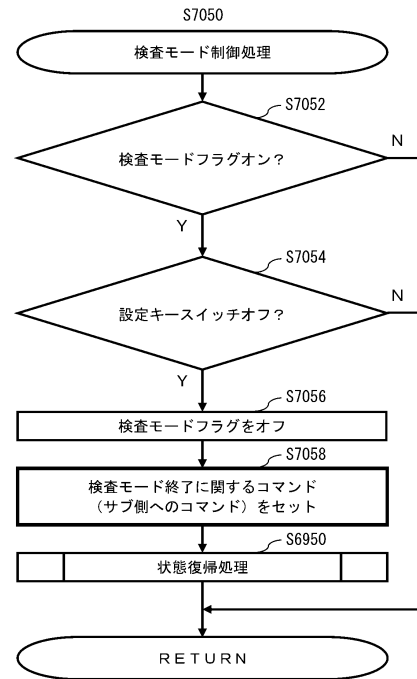 S7050
検査モード制御処理
S7052
検査モードフラグオン？
N
Y
S7054
設定キースイッチオフ？
N
Y
S7056
検査モードフラグをオフ
S7058
検査モード終了に関するコマンド
（サブ側へのコマンド）をセット
S6950
状態復帰処理
ＲＥＴＵＲＮ